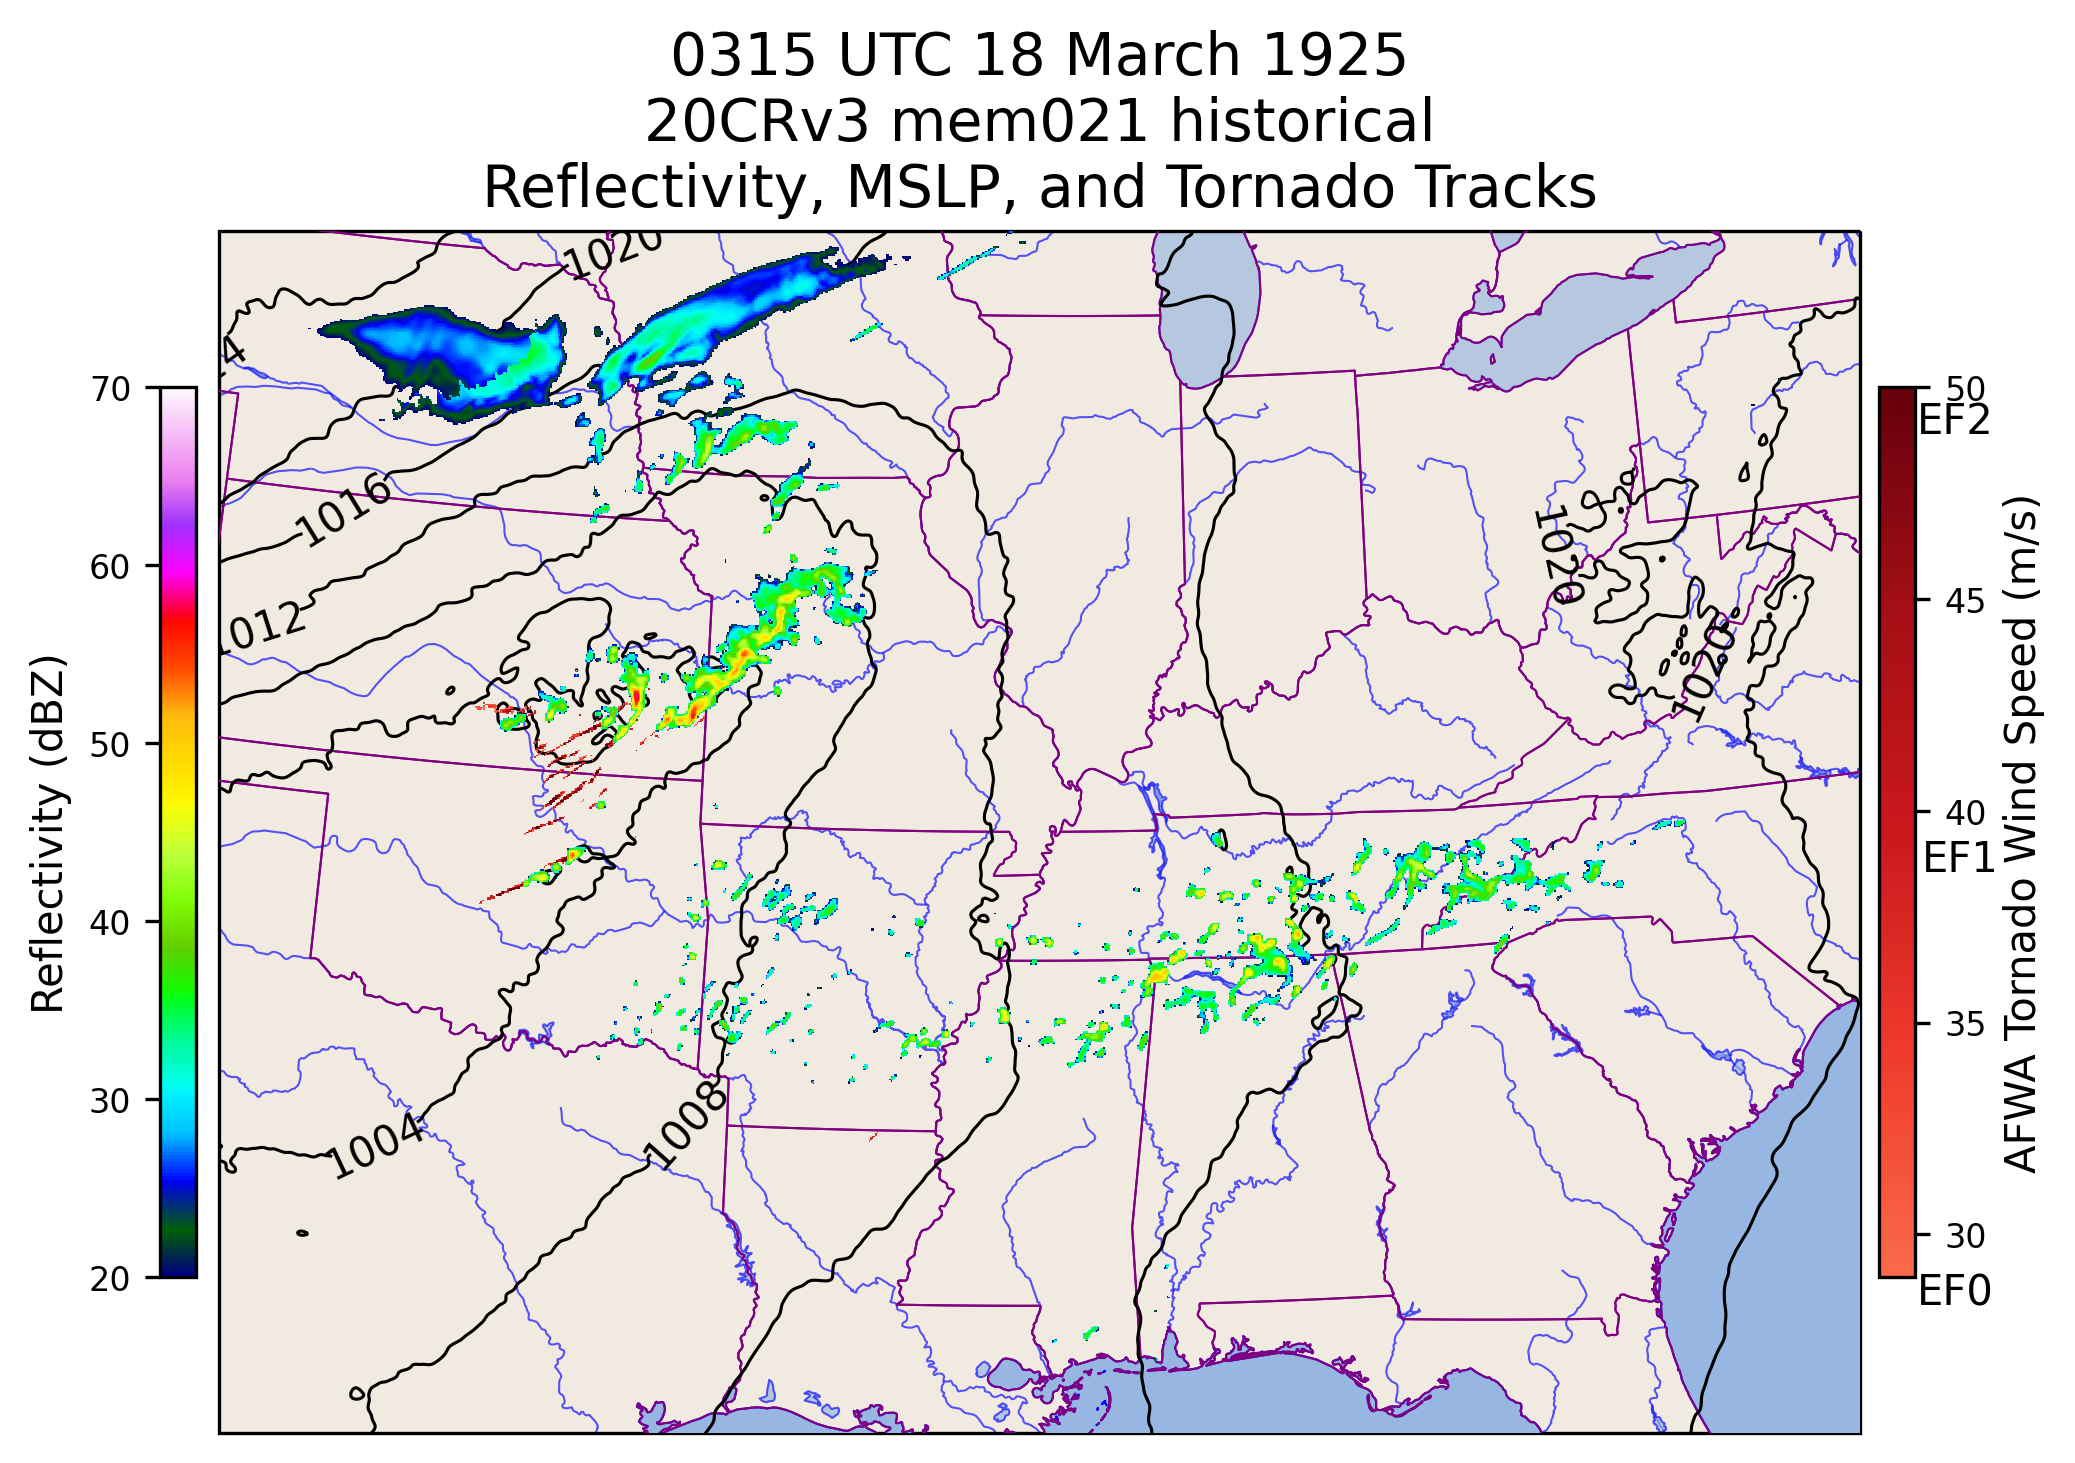 0315 UTC 18 March 1925
20CRv3 mem021 historical
Reflectivity, MSLP, and Tornado Tracks
1020
4
1016
1012
1020
1020
1004
1008
70
60
50
40
30
20
Reflectivity (dBZ)
50
EF2
45
40
EF1
35
30
EF0
AFWA Tornado Wind Speed (m/s)